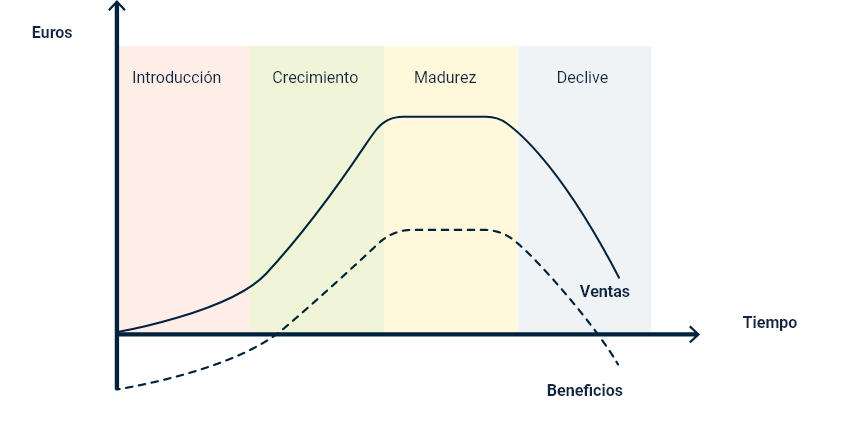 Euros
Introducción
Crecimiento
Madurez
Declive
Ventas
Tiempo
Beneficios